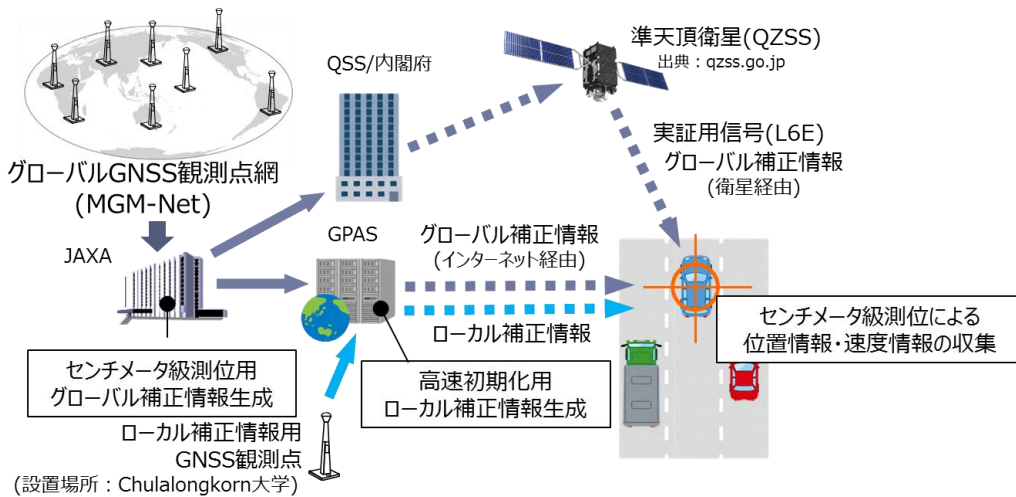 準天頂衛星(QZSS)
出典：qzss.go.jp
QSS/内閣府
実証用信号(L6E)
グローバル補正情報
(衛星経由)
グローバルGNSS観測点網
(MGM-Net)
JAXA
GPAS
グローバル補正情報
(インターネット経由)
ローカル補正情報
センチメータ級測位による
位置情報・速度情報の収集
センチメータ級測位用
グローバル補正情報生成
高速初期化用
ローカル補正情報生成
ローカル補正情報用
GNSS観測点
(設置場所：Chulalongkorn大学)